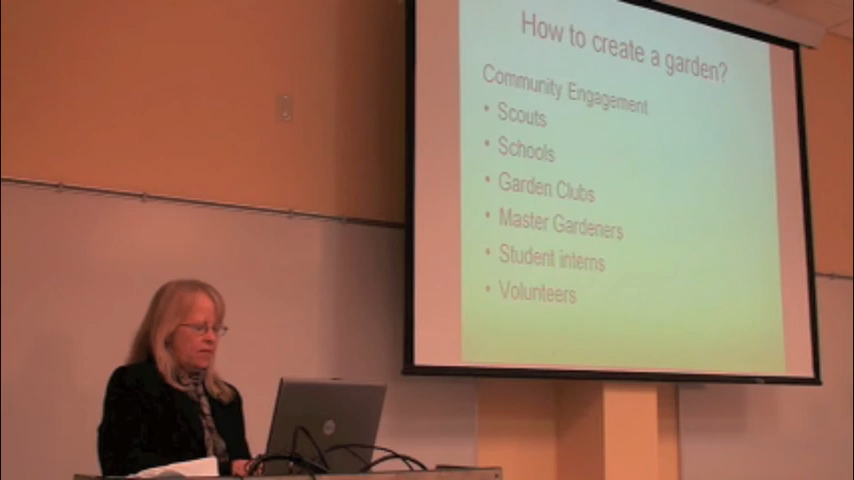 How to create a garden?
Community Engagement
• Scouts
• Schools
• Garden Clubs
• Master Gardeners
• Student interns
• Volunteers